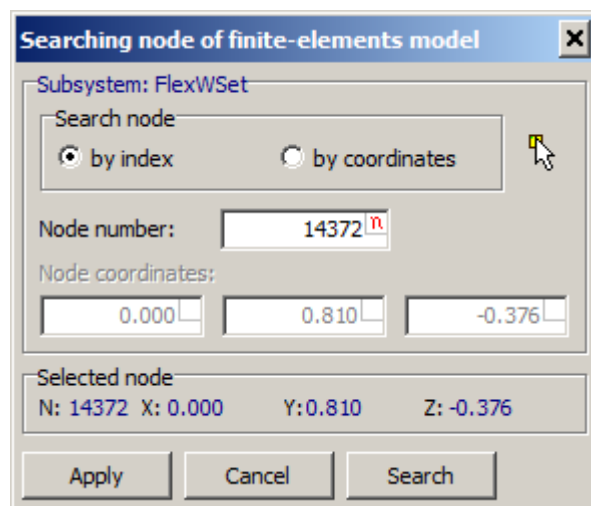 Searching node of finite-elements model
Subsystem: FlexWSet
Search node
by index by coordinates
Node number: 14372 n
Node coordinates:
0.000 0.810 -0.376
Selected node
N: 14372 X: 0.000 Y:0.810 Z: -0.376
Apply Cancel Search